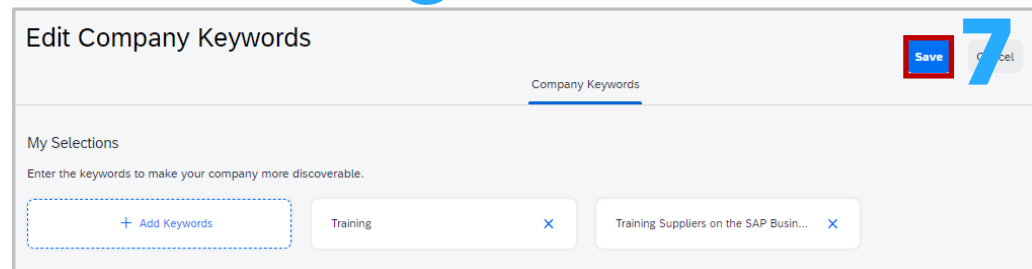 Edit Company Keywords
Save
7
Cancel
Company Keywords
My Selections
Enter the keywords to make your company more discoverable.
+ Add Keywords
Training ×
Training Suppliers on the SAP Busin... ×